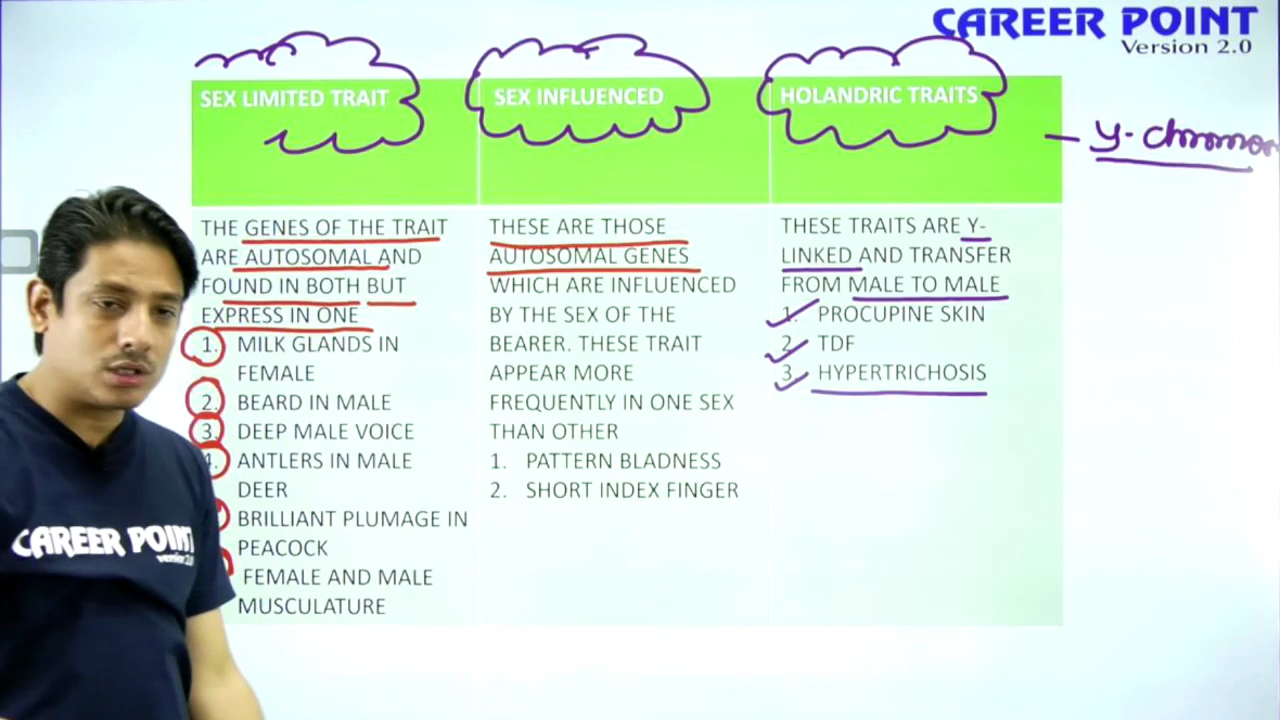 CAREER POINT
Version 2.0
SEX LIMITED TRAIT
SEX INFLUENCED
HOLANDRIC TRAITS
THE GENES OF THE TRAIT
ARE AUTOSOMAL AND
FOUND IN BOTH BUT
EXPRESS IN ONE
1. MILK GLANDS IN
FEMALE
2. BEARD IN MALE
3. DEEP MALE VOICE
4. ANTLERS IN MALE
DEER
BRILLIANT PLUMAGE IN
PEACOCK
FEMALE AND MALE
MUSCULATURE
THESE ARE THOSE
AUTOSOMAL GENES
WHICH ARE INFLUENCED
BY THE SEX OF THE
BEARER. THESE TRAIT
APPEAR MORE
FREQUENTLY IN ONE SEX
THAN OTHER
1. PATTERN BLADNESS
2. SHORT INDEX FINGER
THESE TRAITS ARE Y-
LINKED AND TRANSFER
FROM MALE TO MALE
1. PROCUPINE SKIN
2. TDF
3. HYPERTRICHOSIS
CAREER POINT
version 2.0